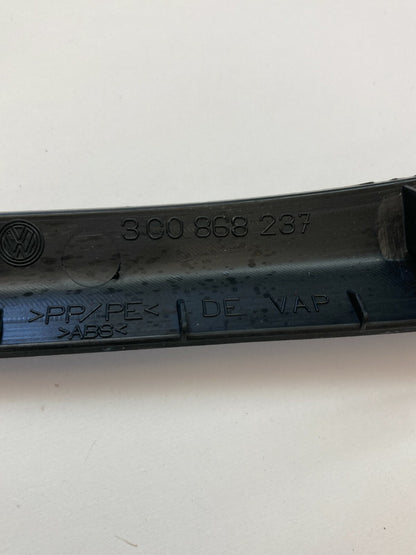 3C0 868 237
>PP/PE< DE VAP
>ABS<